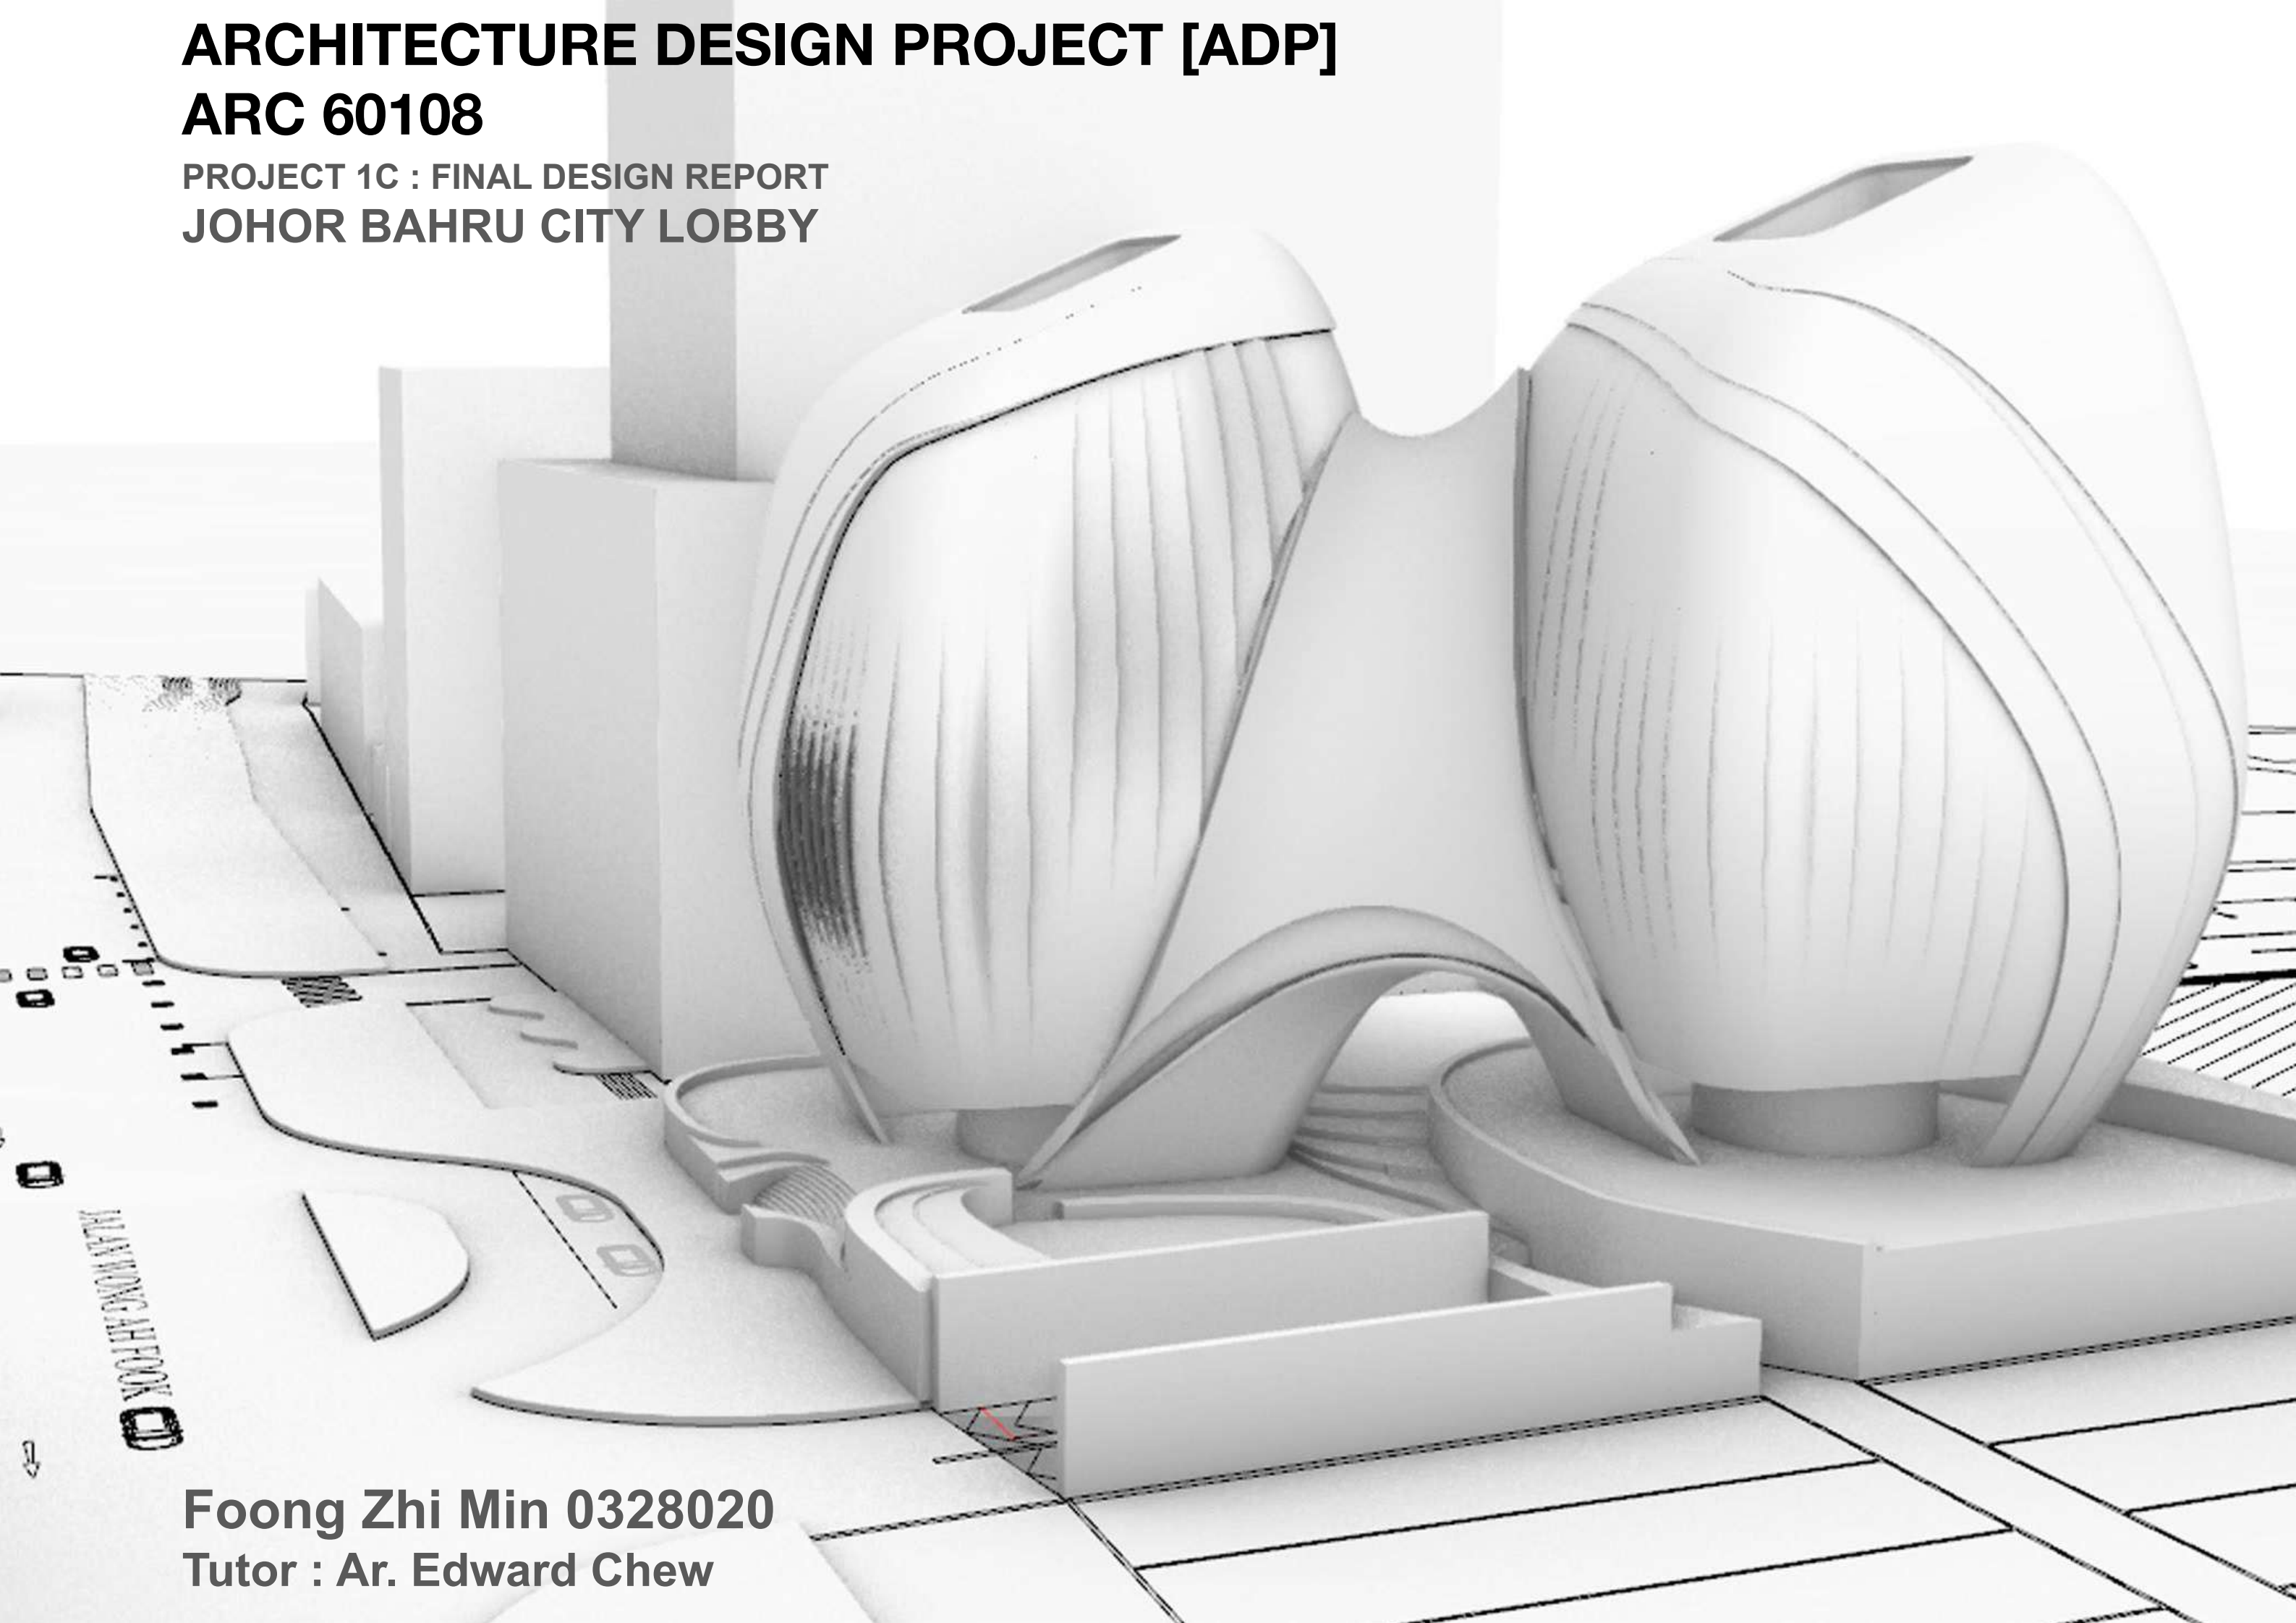 ARCHITECTURE DESIGN PROJECT [ADP]
ARC 60108
PROJECT 1C : FINAL DESIGN REPORT
JOHOR BAHRU CITY LOBBY
JALAN WONG AH FOOK
Foong Zhi Min 0328020
Tutor : Ar. Edward Chew